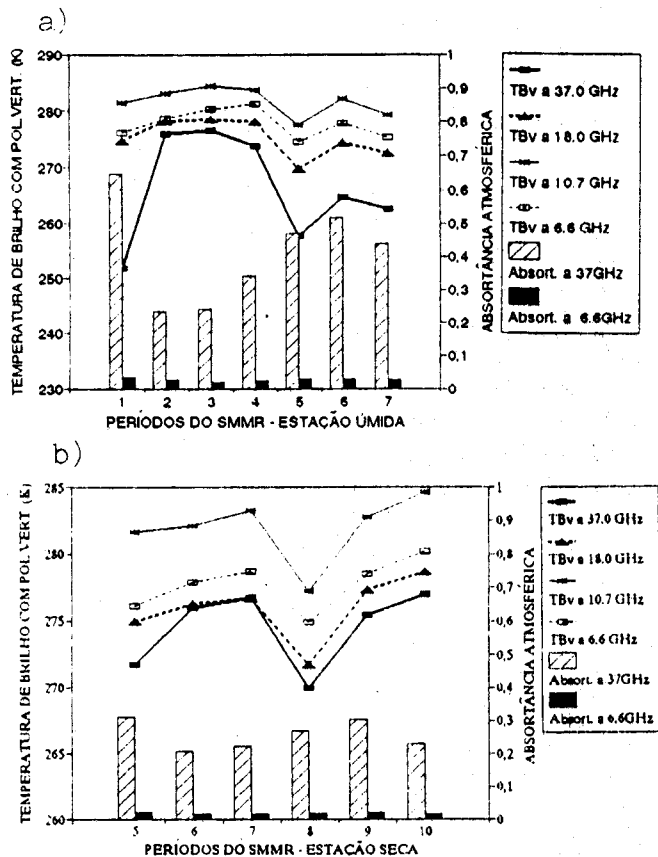 a)
TEMPERATURA DE BRILHO COM POL VERT. (K)
290
280
270
260
250
240
230
1 2 3 4 5 6 7
PERÍODOS DO SMMR - ESTAÇÃO ÚMIDA
1
0,9
0,8
0,7
0,6
0,5
0,4
0,3
0,2
0,1
0
ABSORTÂNCIA ATMOSFÉRICA
TBv a 37.0 GHz
TBv a 18.0 GHz
TBv a 10.7 GHz
TBv a 6.6 GHz
Absort. a 37GHz
Absort. a 6.6GHz
b)
TEMPERATURA DE BRILHO COM POL.VERT (K)
285
280
275
270
265
260
5 6 7 8 9 10
PERÍODOS DO SMMR - ESTAÇÃO SECA
1
0,9
0,8
0,7
0,6
0,5
0,4
0,3
0,2
0,1
0
ABSORTÂNCIA ATMOSFÉRICA
TBv a 37.0 GHz
TBv a 18.0 GHz
TBv a 10.7 GHz
TBv a 6.6 GHz
Absort. a 37GHz
Absort. a 6.6GHz